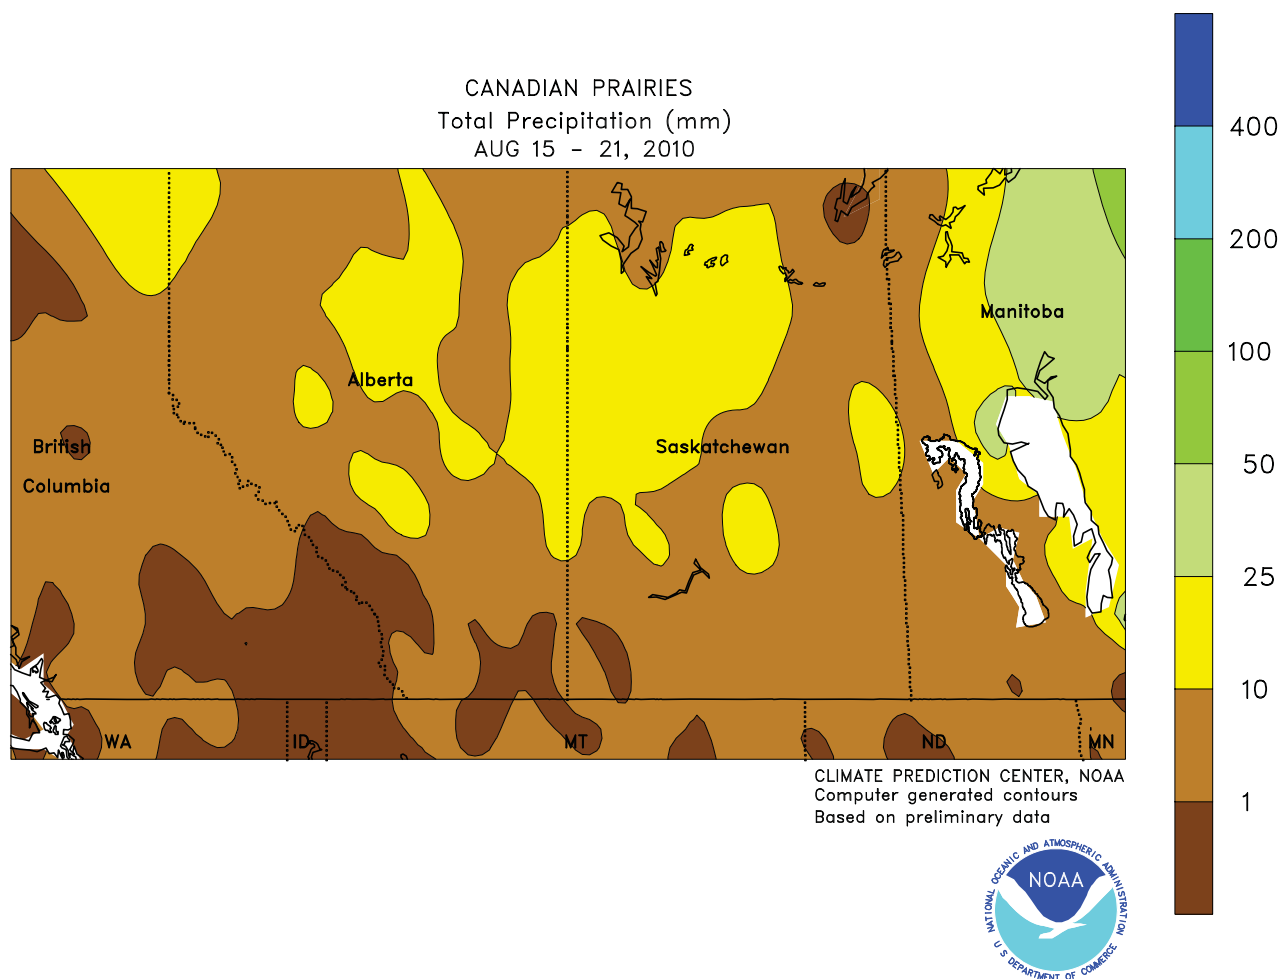 CANADIAN PRAIRIES
Total Precipitation (mm)
AUG 15 - 21, 2010
400
200
100
50
25
10
1
Manitoba
Alberta
British
Columbia
Saskatchewan
WA
ID
MT
ND
MN
CLIMATE PREDICTION CENTER, NOAA
Computer generated contours
Based on preliminary data
NATIONAL OCEANIC AND ATMOSPHERIC ADMINISTRATION
NOAA
U S DEPARTMENT OF COMMERCE